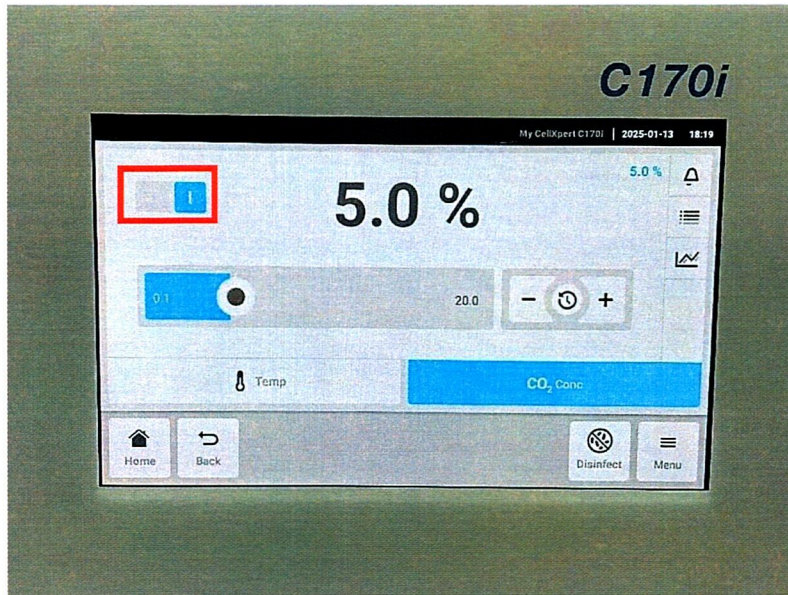 C170i
My CellXpert C170i | 2025-01-13 18:19
5.0 %
I
5.0 %
0.1
20.0
− +
Temp
CO₂ Conc
Home
Back
Disinfect
Menu